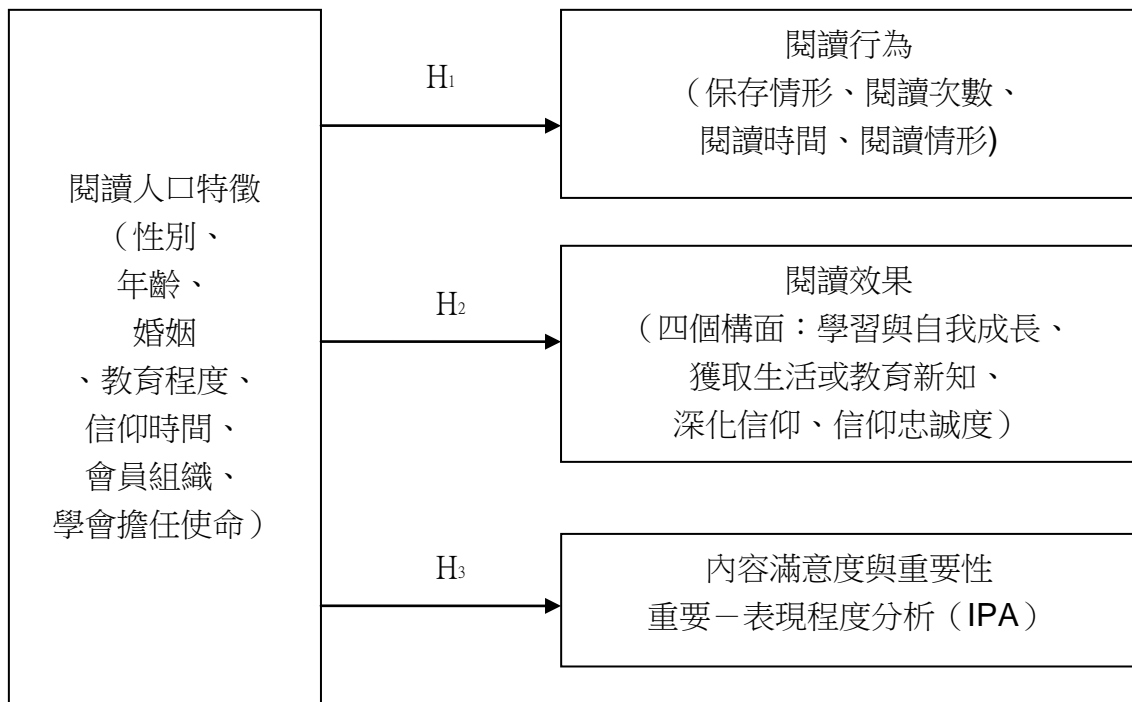 閱讀人口特徵
（性別、
年齡、
婚姻
、教育程度、
信仰時間、
會員組織、
學會擔任使命）
H1
閱讀行為
（保存情形、閱讀次數、
閱讀時間、閱讀情形)
H2
閱讀效果
（四個構面：學習與自我成長、
獲取生活或教育新知、
深化信仰、信仰忠誠度）
H3
內容滿意度與重要性
重要－表現程度分析（IPA）